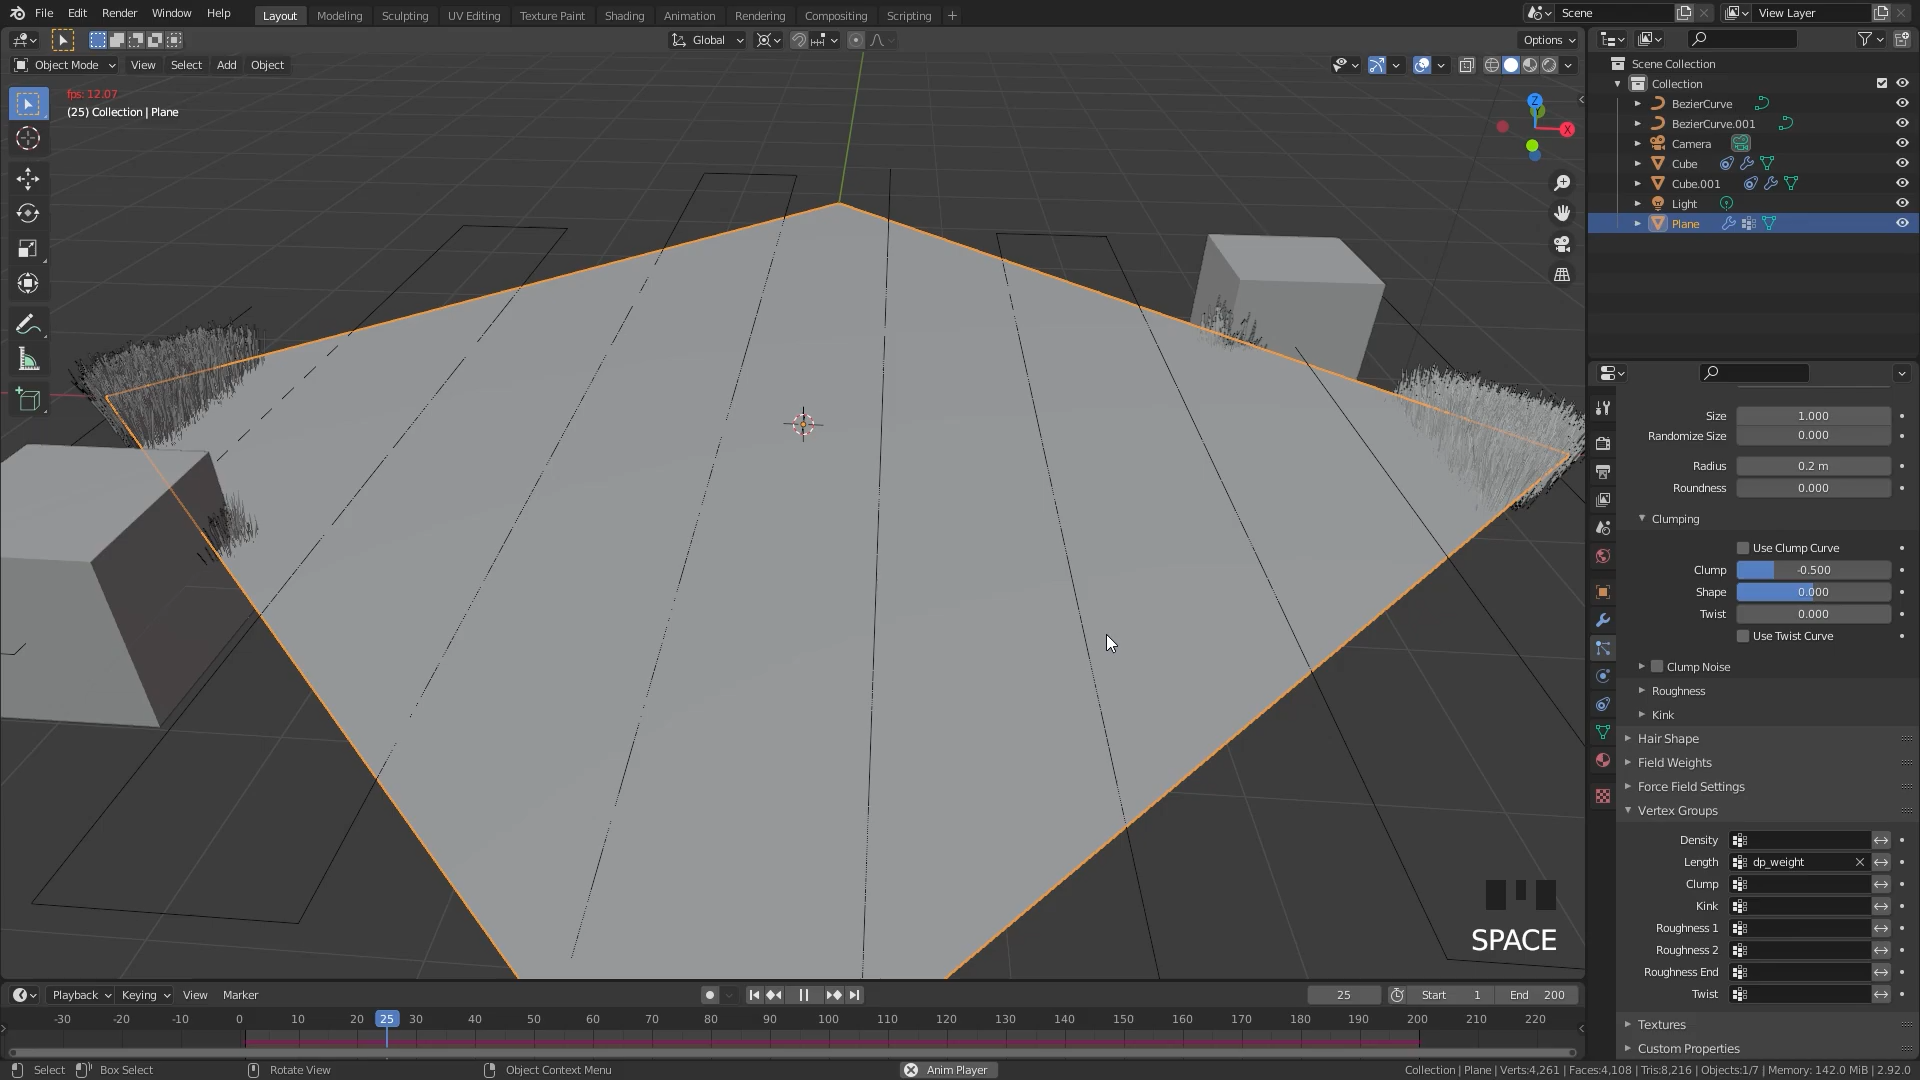 File Edit Render Window Help Layout Modeling Sculpting UV Editing Texture Paint Shading Animation Rendering Compositing Scripting + Scene View Layer
Global Options
Object Mode View Select Add Object
fps: 12.07
(25) Collection | Plane
Z
X
Scene Collection
Collection
BezierCurve
BezierCurve.001
Camera
Cube
Cube.001
Light
Plane
Size 1.000
Randomize Size 0.000
Radius 0.2 m
Roundness 0.000
Clumping
Use Clump Curve
Clump -0.500
Shape 0.000
Twist 0.000
Use Twist Curve
Clump Noise
Roughness
Kink
Hair Shape
Field Weights
Force Field Settings
Vertex Groups
Density
Length dp_weight
Clump
Kink
Roughness 1
Roughness 2
Roughness End
Twist
Textures
Custom Properties
SPACE
Playback Keying View Marker 25 Start 1 End 200
-30 -20 -10 0 10 20 25 30 40 50 60 70 80 90 100 110 120 130 140 150 160 170 180 190 200 210 220
Select Box Select Rotate View Object Context Menu Anim Player Collection | Plane | Verts:4,261 | Faces:4,108 | Tris:8,216 | Objects:1/7 | Memory: 142.0 MiB | 2.92.0